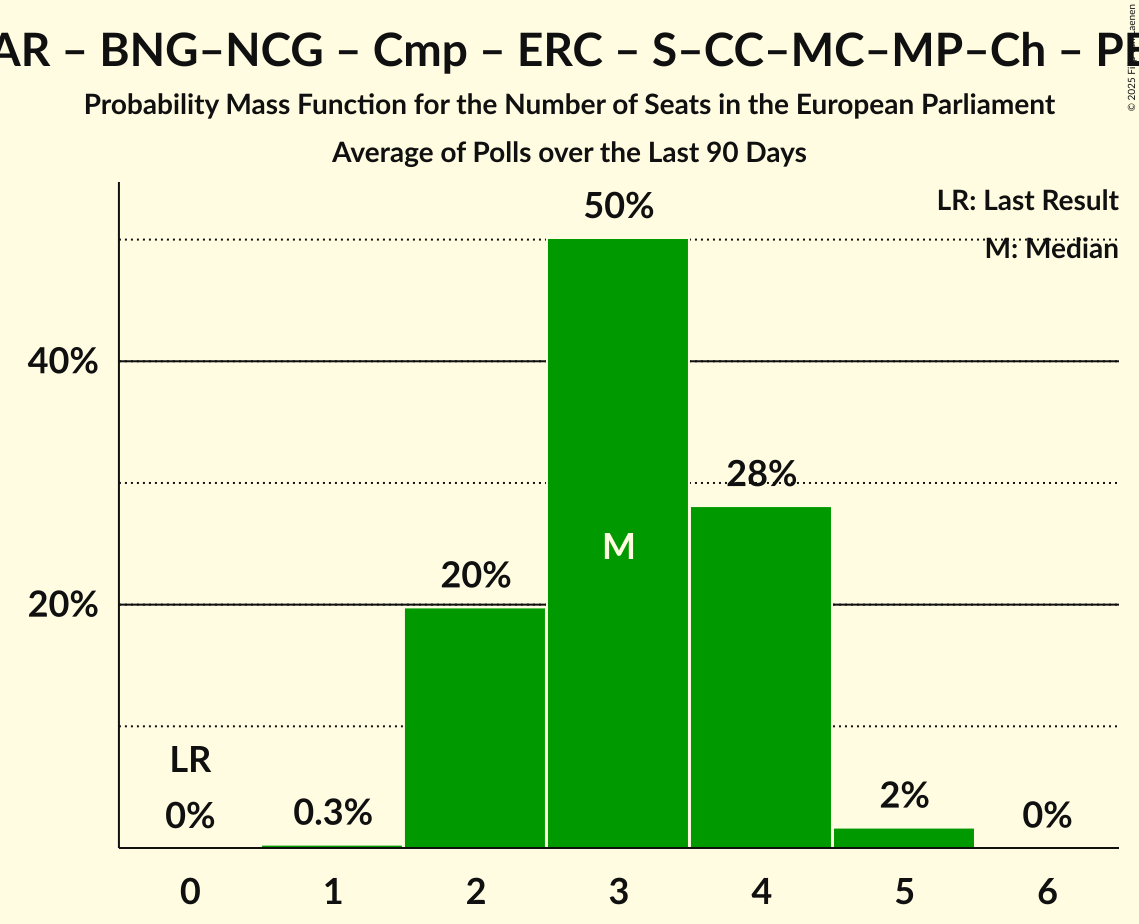 AR – BNG–NCG – Cmp – ERC – S–CC–MC–MP–Ch –
Probability Mass Function for the Number of Seats in the European Parliament
Average of Polls over the Last 90 Days
© 2025
LR: Last Result
M: Median
50%
40%
28%
M
20%
20%
LR
0%
0.3%
2%
0%
0 1 2 3 4 5 6